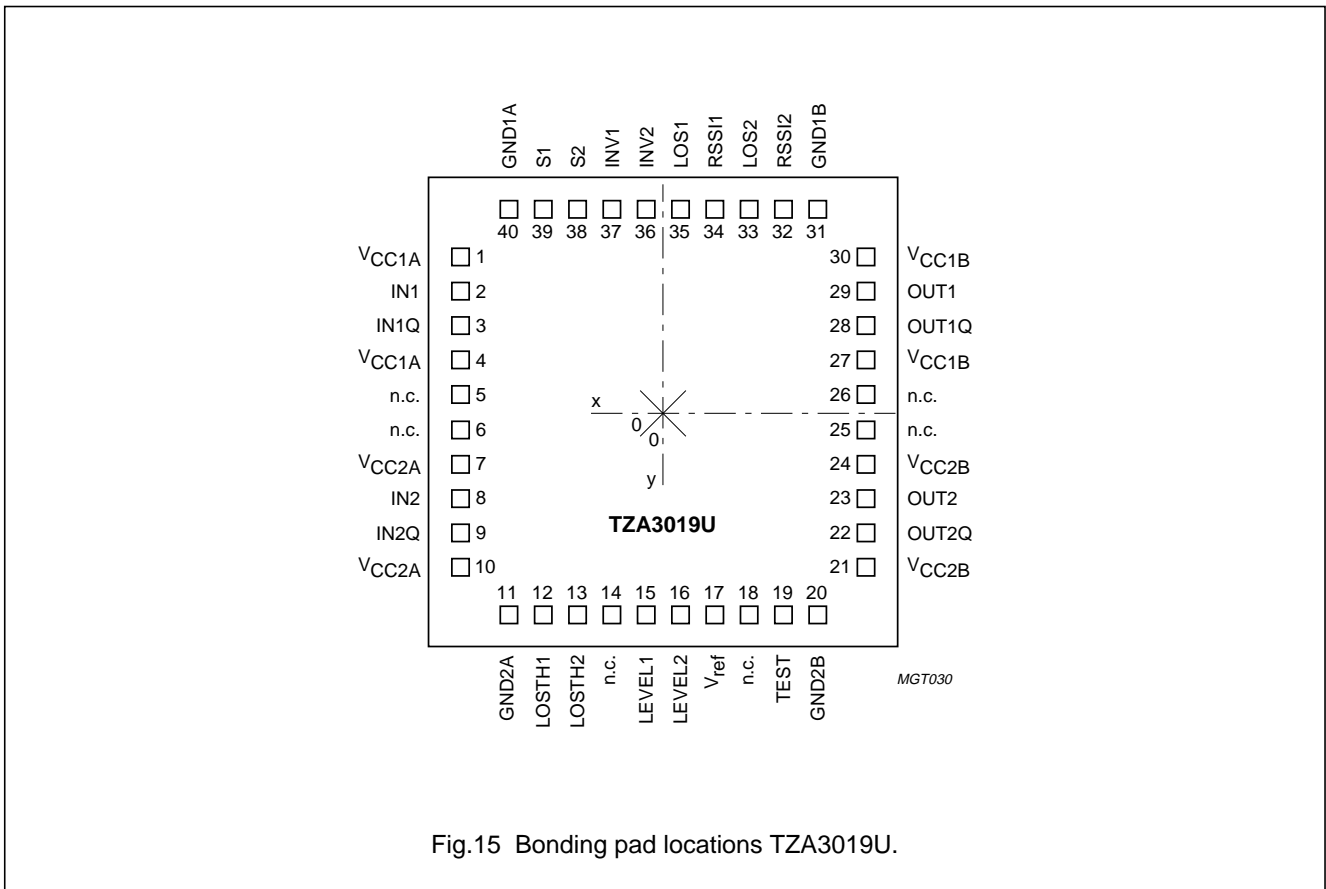 GND1A
S1
S2
INV1
INV2
LOS1
RSSI1
LOS2
RSSI2
GND1B
40 39 38 37 36 35 34 33 32 31
VCC1A 1 30 VCC1B
IN1 2 29 OUT1
IN1Q 3 28 OUT1Q
VCC1A 4 27 VCC1B
n.c. 5 26 n.c.
x
0
0
n.c. 6 25 n.c.
VCC2A 7 24 VCC2B
y
IN2 8 23 OUT2
TZA3019U
IN2Q 9 22 OUT2Q
VCC2A 10 21 VCC2B
11 12 13 14 15 16 17 18 19 20
GND2A
LOSTH1
LOSTH2
n.c.
LEVEL1
LEVEL2
Vref
n.c.
TEST
GND2B
MGT030
Fig.15 Bonding pad locations TZA3019U.